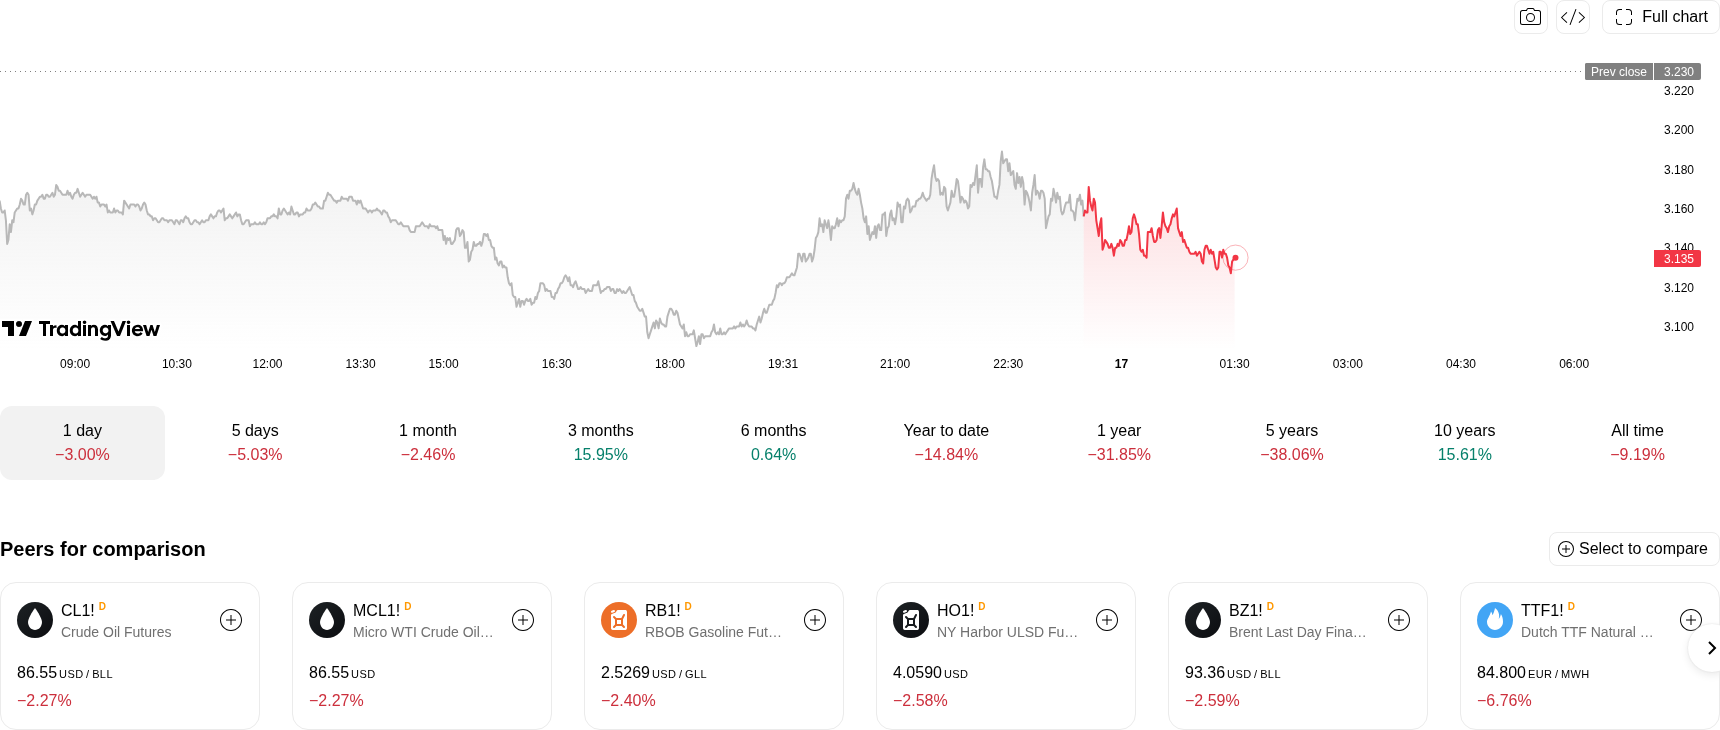 Full chart
Prev close 3.230
3.220
3.200
3.180
3.160
3.140
3.135
3.120
3.100
TradingView
09:00 10:30 12:00 13:30 15:00 16:30 18:00 19:31 21:00 22:30 17 01:30 03:00 04:30 06:00
1 day 5 days 1 month 3 months 6 months Year to date 1 year 5 years 10 years All time
−3.00% −5.03% −2.46% 15.95% 0.64% −14.84% −31.85% −38.06% 15.61% −9.19%
Peers for comparison
Select to compare
CL1! D MCL1! D RB1! D HO1! D BZ1! D TTF1! D
Crude Oil Futures Micro WTI Crude Oil… RBOB Gasoline Fut… NY Harbor ULSD Fu… Brent Last Day Fina… Dutch TTF Natural …
86.55 USD / BLL 86.55 USD 2.5269 USD / GLL 4.0590 USD 93.36 USD / BLL 84.800 EUR / MWH
−2.27% −2.27% −2.40% −2.58% −2.59% −6.76%